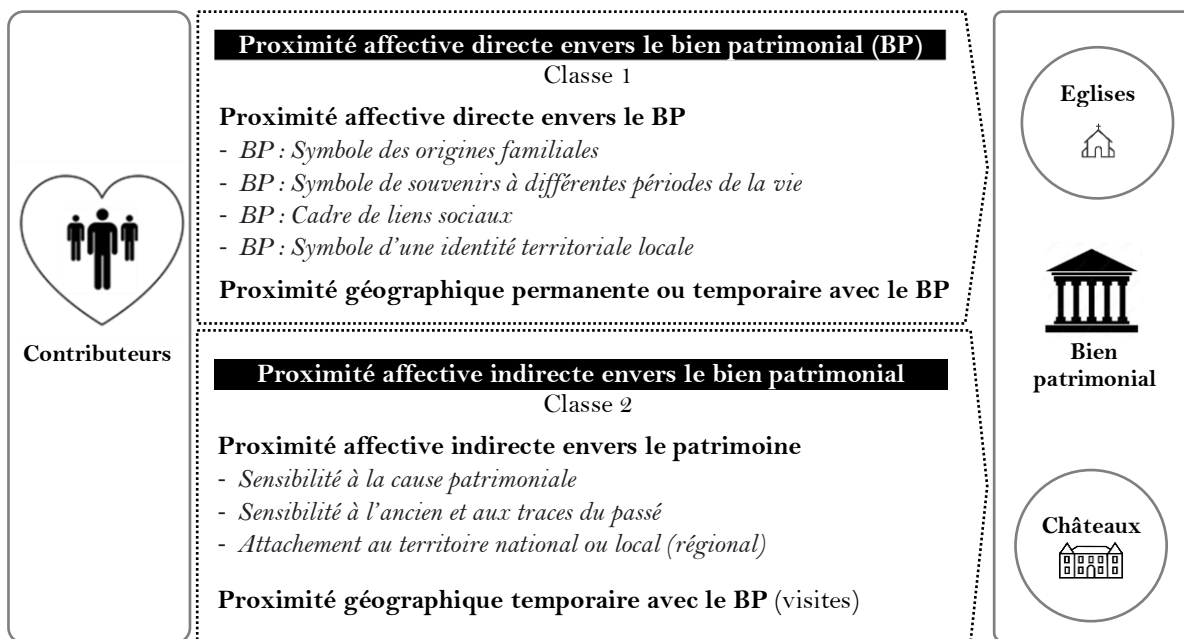 Contributeurs
Proximité affective directe envers le bien patrimonial (BP)
Classe 1
Proximité affective directe envers le BP
- BP : Symbole des origines familiales
- BP : Symbole de souvenirs à différentes périodes de la vie
- BP : Cadre de liens sociaux
- BP : Symbole d'une identité territoriale locale
Proximité géographique permanente ou temporaire avec le BP
Proximité affective indirecte envers le bien patrimonial
Classe 2
Proximité affective indirecte envers le patrimoine
- Sensibilité à la cause patrimoniale
- Sensibilité à l'ancien et aux traces du passé
- Attachement au territoire national ou local (régional)
Proximité géographique temporaire avec le BP (visites)
Eglises
Bien
patrimonial
Châteaux